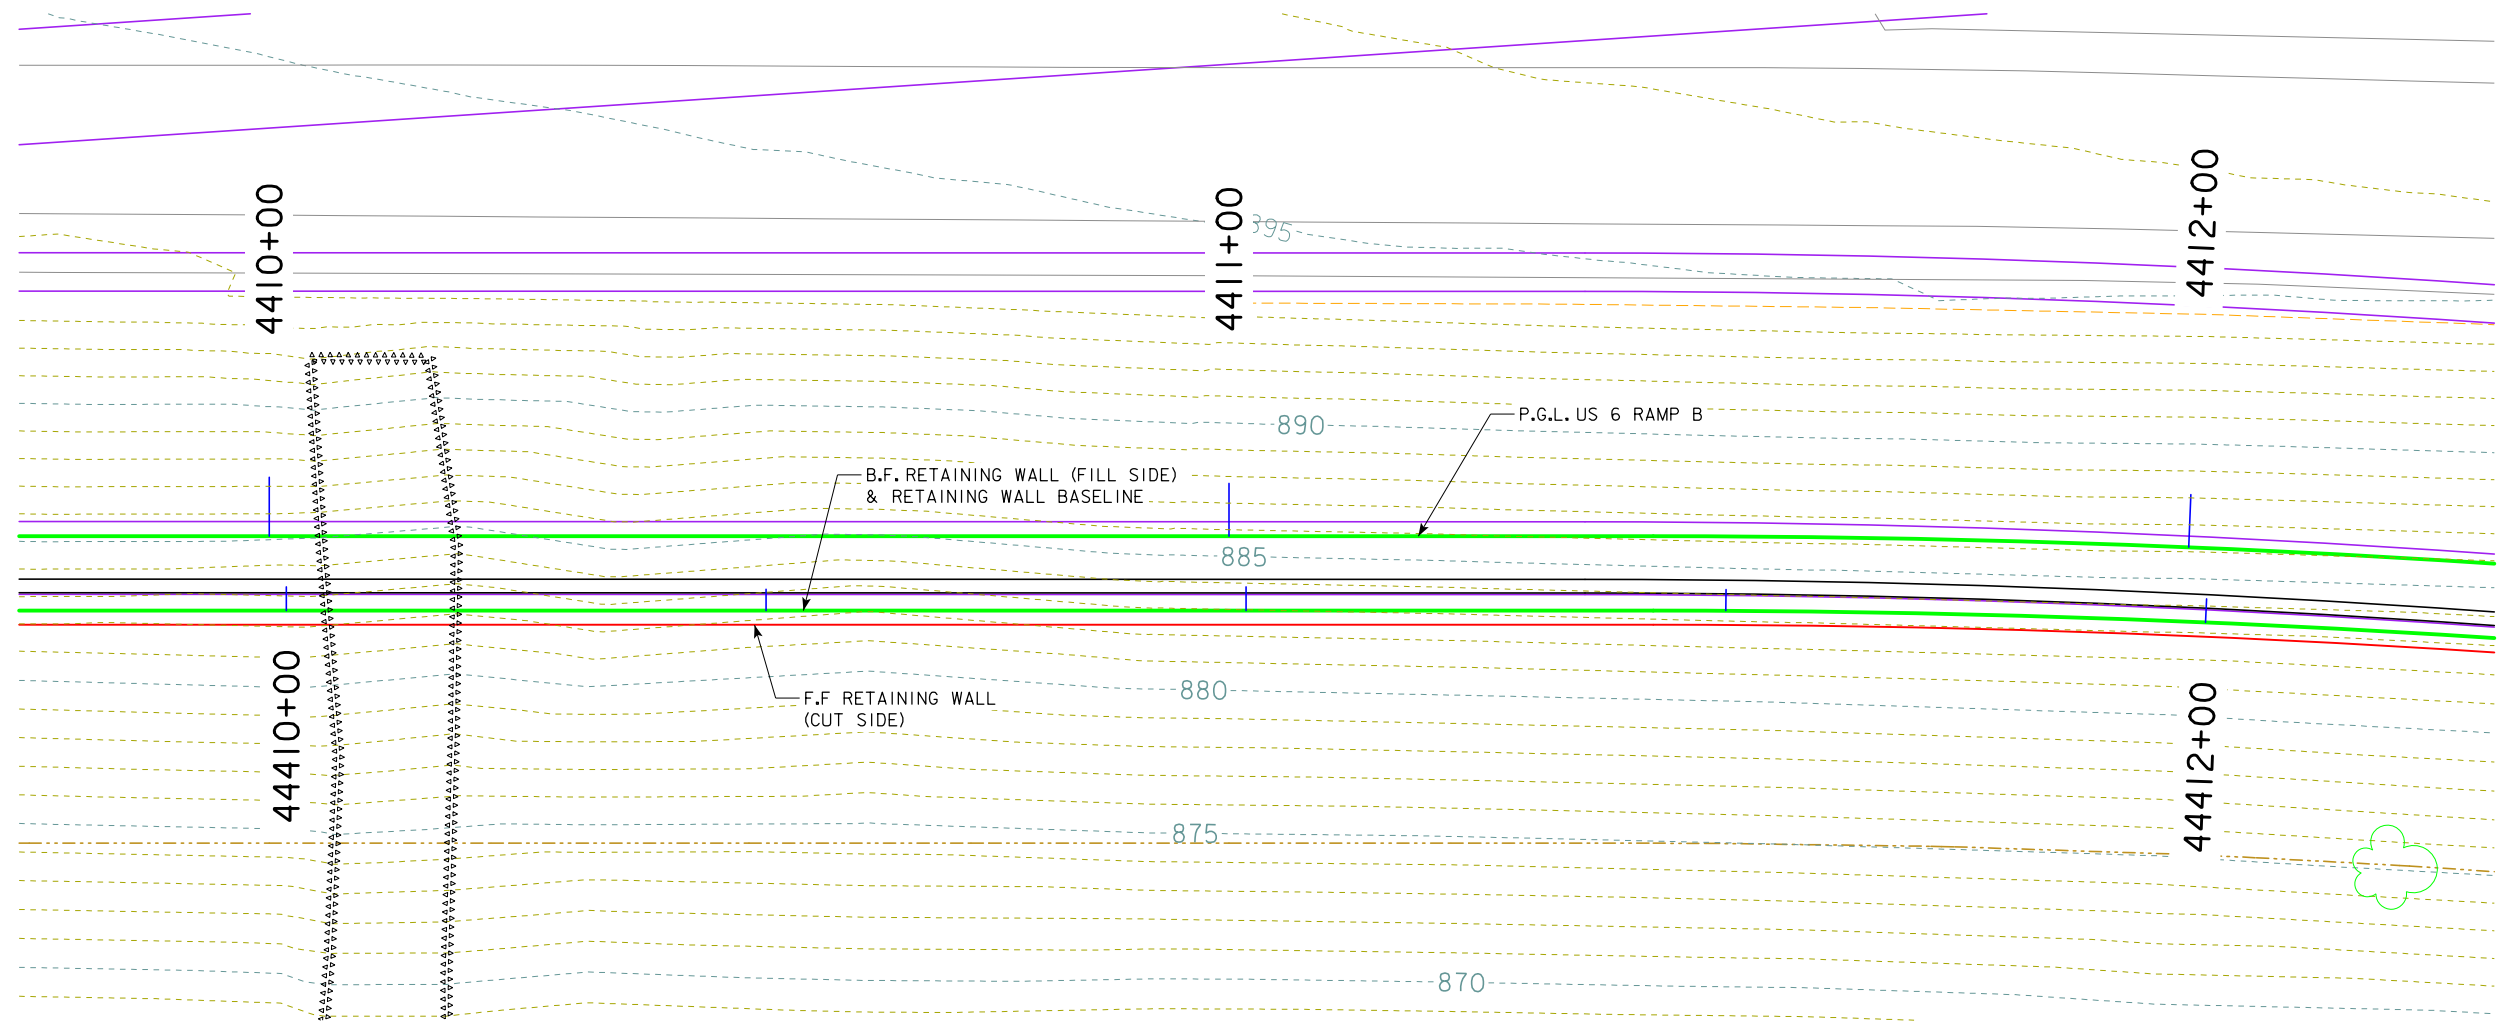 4410+00
4411+00
4412+00
895
P.G.L. US 6 RAMP B
890
B.F. RETAINING WALL (FILL SIDE)
& RETAINING WALL BASELINE
885
44410+00
880
F.F RETAINING WALL
(CUT SIDE)
44412+00
875
870